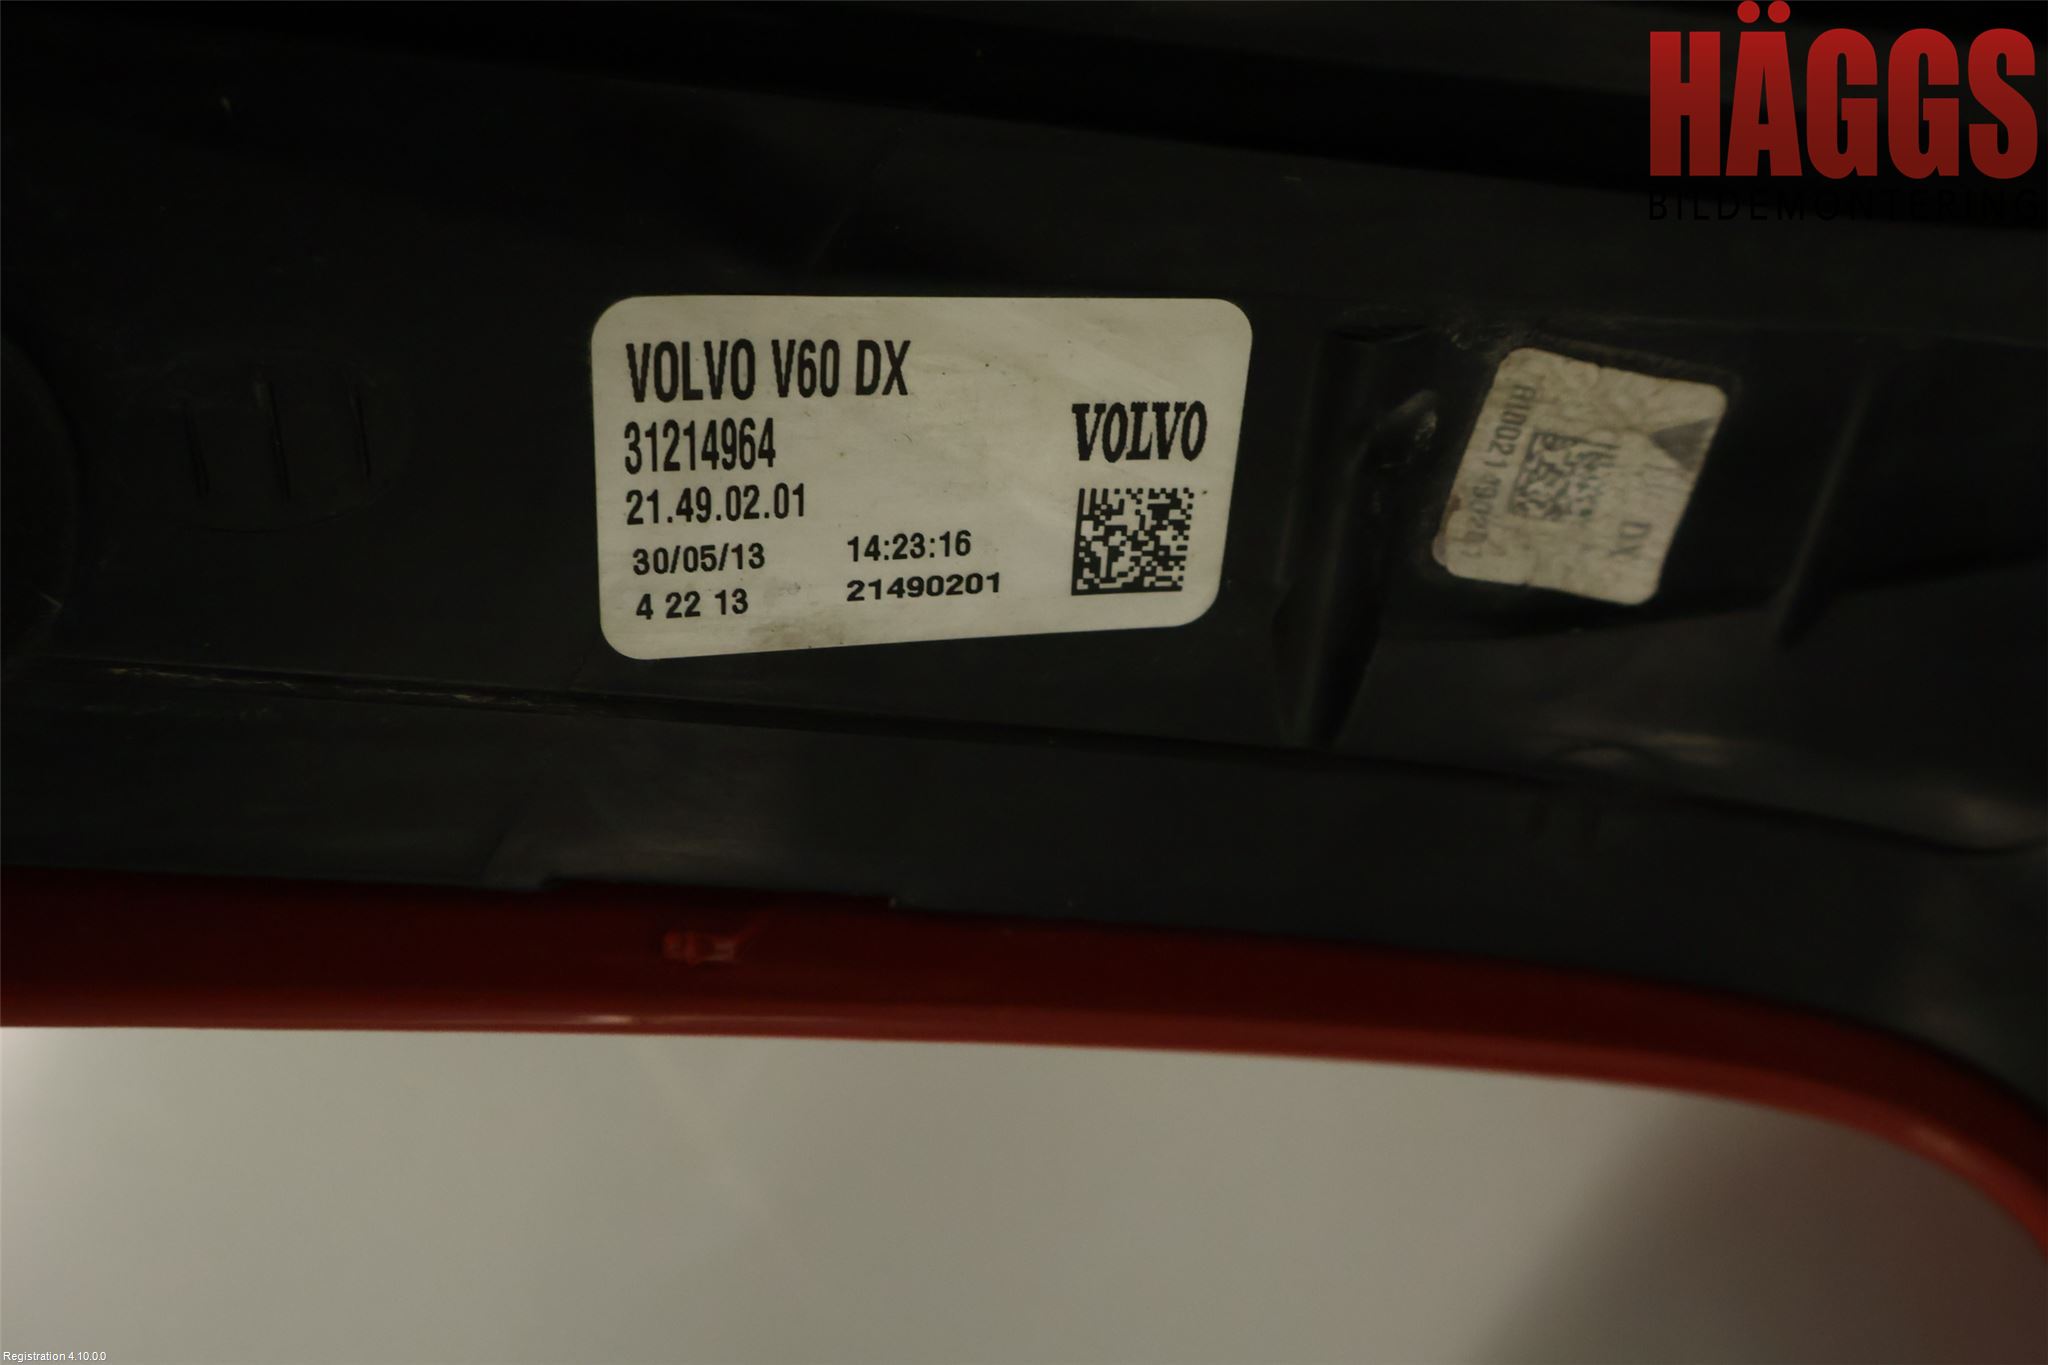 HÄGGS
BILDEMONTERING
VOLVO V60 DX
31214964
21.49.02.01
30/05/13 14:23:16
4 22 13 21490201
VOLVO
DX
Registration 4.10.0.0